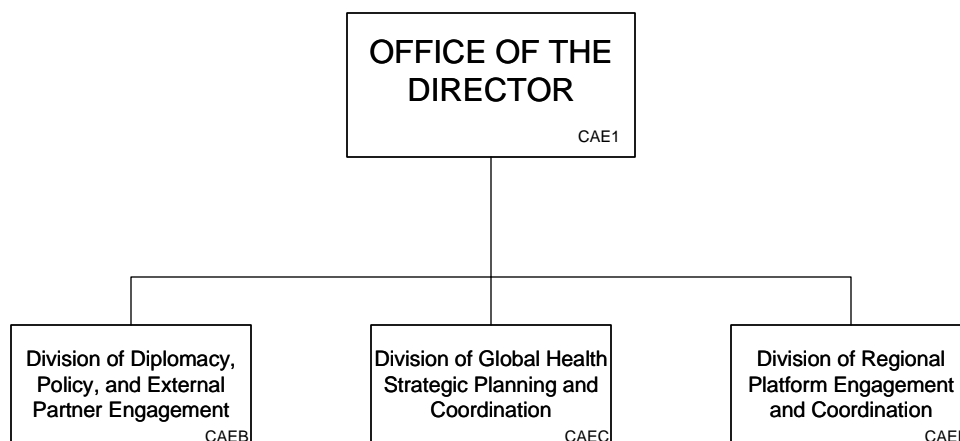 OFFICE OF THE
DIRECTOR
CAE1
Division of Diplomacy,
Policy, and External
Partner Engagement
CAEB
Division of Global Health
Strategic Planning and
Coordination
CAEC
Division of Regional
Platform Engagement
and Coordination